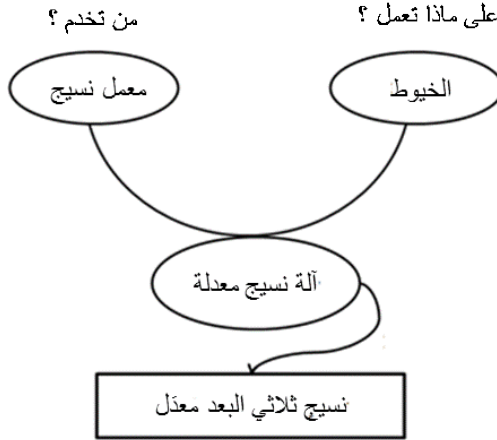 على ماذا تعمل ؟
من تخدم ؟
الخيوط
معمل نسيج
آلة نسيج معدلة
نسيج ثلاثي البعد معدَل